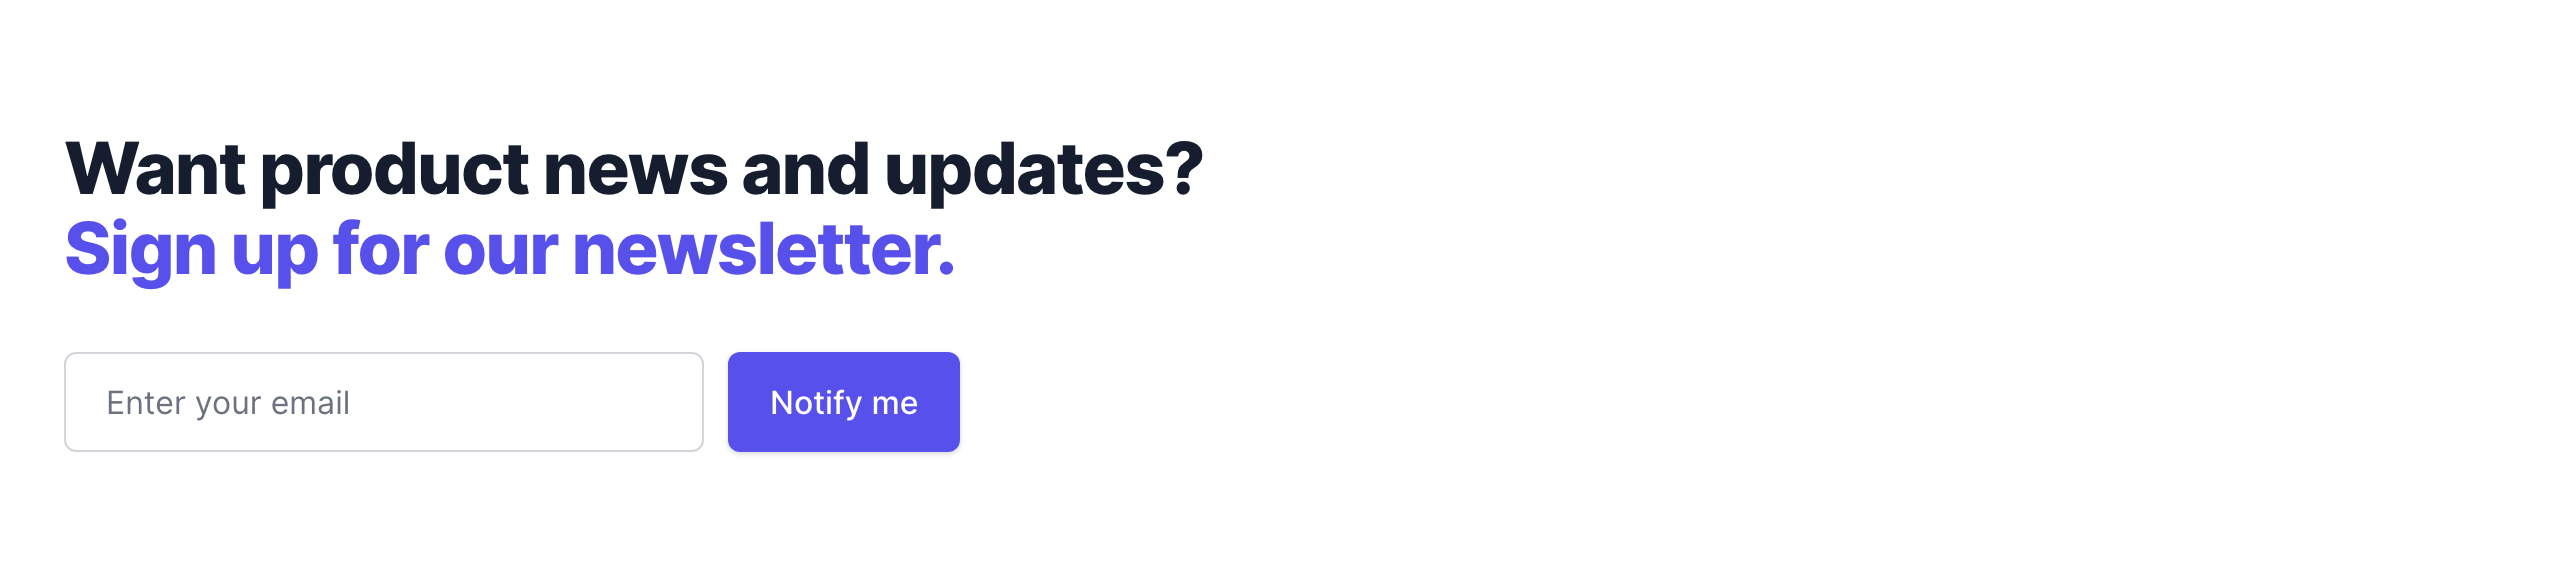 Want product news and updates?
Sign up for our newsletter.
Enter your email
Notify me